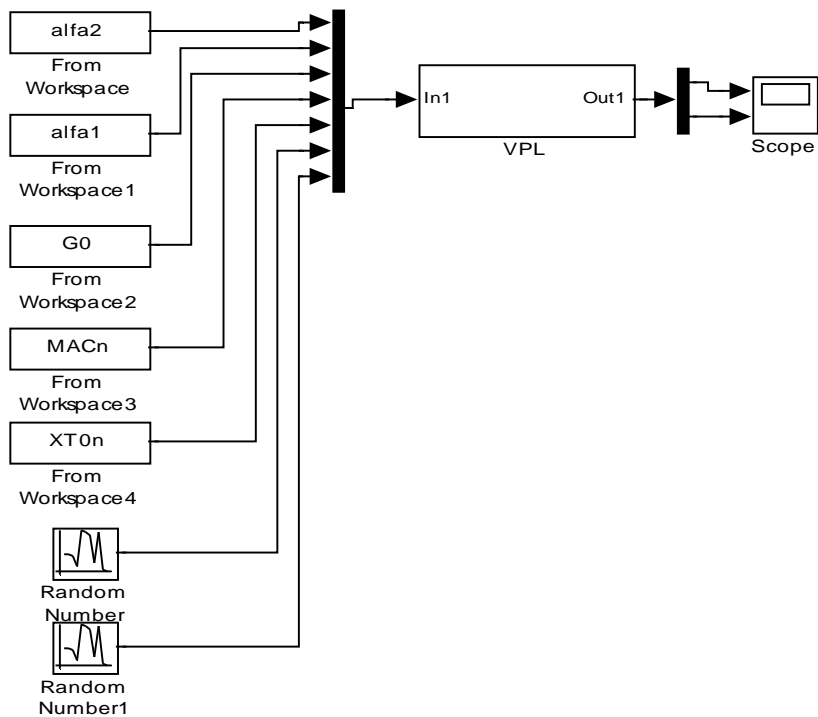 alfa2
From
Workspace
alfa1
From
Workspace1
G0
From
Workspace2
MACn
From
Workspace3
XT0n
From
Workspace4
Random
Number
Random
Number1
In1
Out1
VPL
Scope